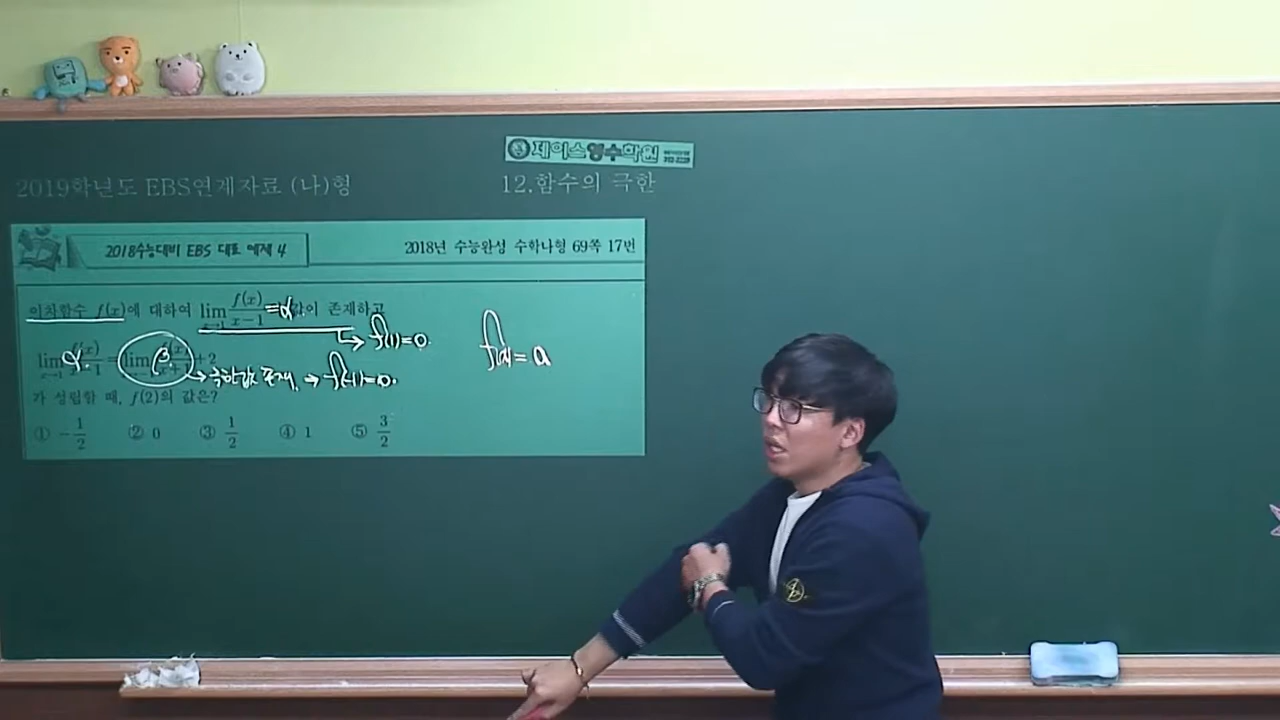 제이스영수학원
2019학년도 EBS연계자료 (나)형
12.함수의 극한
2018수능대비 EBS 대표 예제 4
2018년 수능완성 수학나형 69쪽 17번
이차함수 f(x)에 대하여 lim x→1 f(x)/x−1 =α 값이 존재하고
→ f(1)=0.
lim x→1 α = lim β +2
→ 극한값 존재. → f(-1)=0.
f(x)= a
가 성립할 때, f(2)의 값은?
① −1/2 ② 0 ③ 1/2 ④ 1 ⑤ 3/2